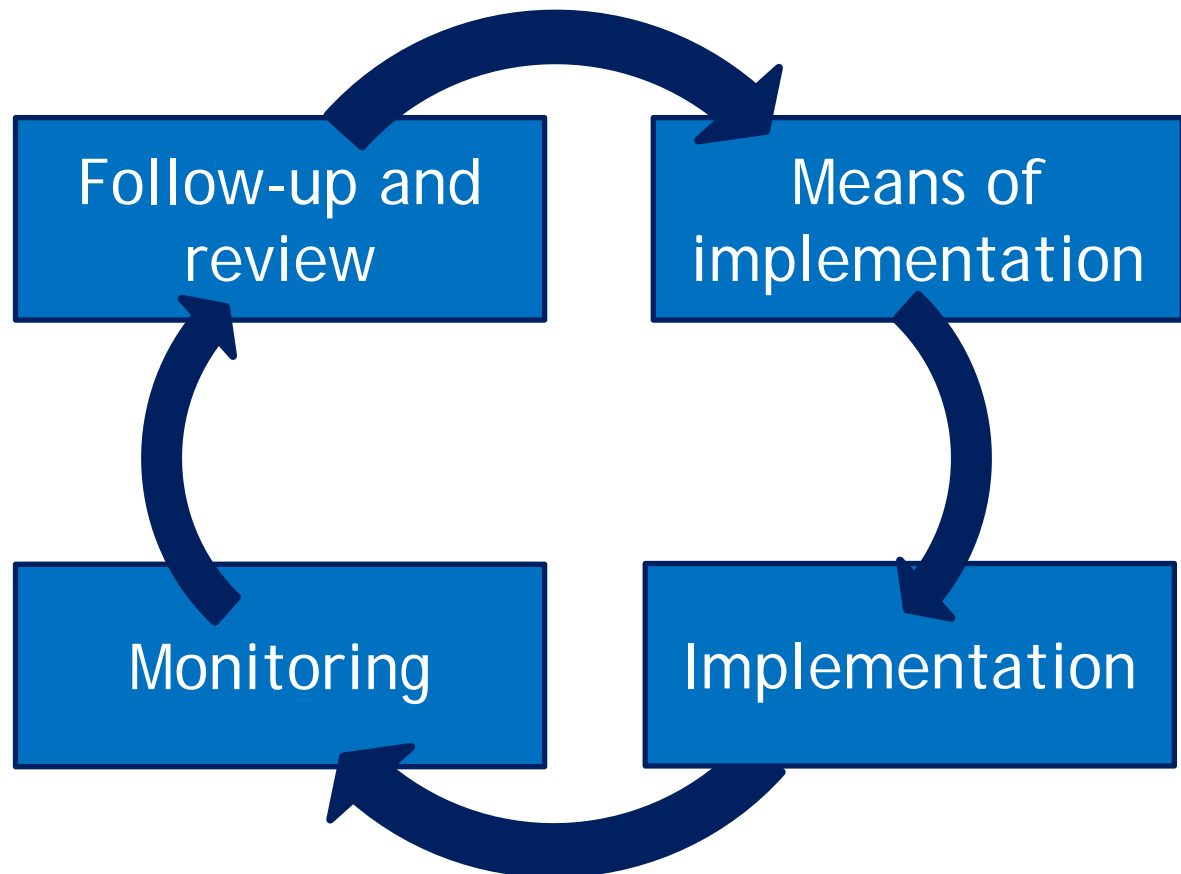 Follow-up and
review
Means of
implementation
Monitoring
Implementation